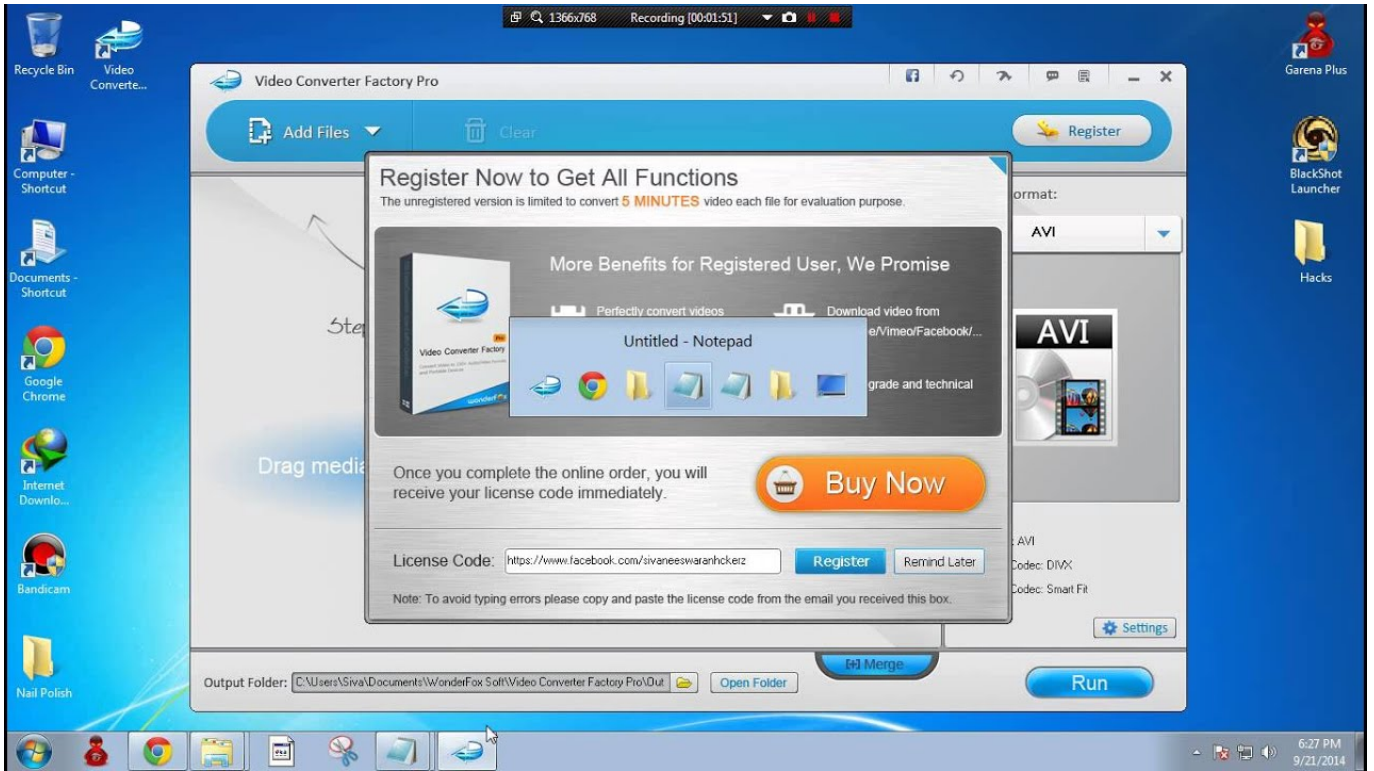 1366x768 Recording [00:01:51]
Recycle Bin
Video
Converte...
Computer -
Shortcut
Documents -
Shortcut
Google
Chrome
Internet
Downlo...
Bandicam
Nail Polish
Garena Plus
BlackShot
Launcher
Hacks
Video Converter Factory Pro
Add Files
Clear
Register
Register Now to Get All Functions
The unregistered version is limited to convert 5 MINUTES video each file for evaluation purpose.
More Benefits for Registered User, We Promise
Perfectly convert videos
Download video from
e/Vimeo/Facebook/...
grade and technical
Video Converter Factory
Pro
wonderfox
Untitled - Notepad
Once you complete the online order, you will
receive your license code immediately.
Buy Now
License Code: https://www.facebook.com/sivaneeswaranhckerz Register Remind Later
Note: To avoid typing errors please copy and paste the license code from the email you received this box.
Ste
Drag media
ormat:
AVI
AVI
: AVI
Codec: DIVX
Codec: Smart Fit
Settings
[+] Merge
Output Folder: C:\Users\Siva\Documents\WonderFox Soft\Video Converter Factory Pro\Out Open Folder
Run
6:27 PM
9/21/2014